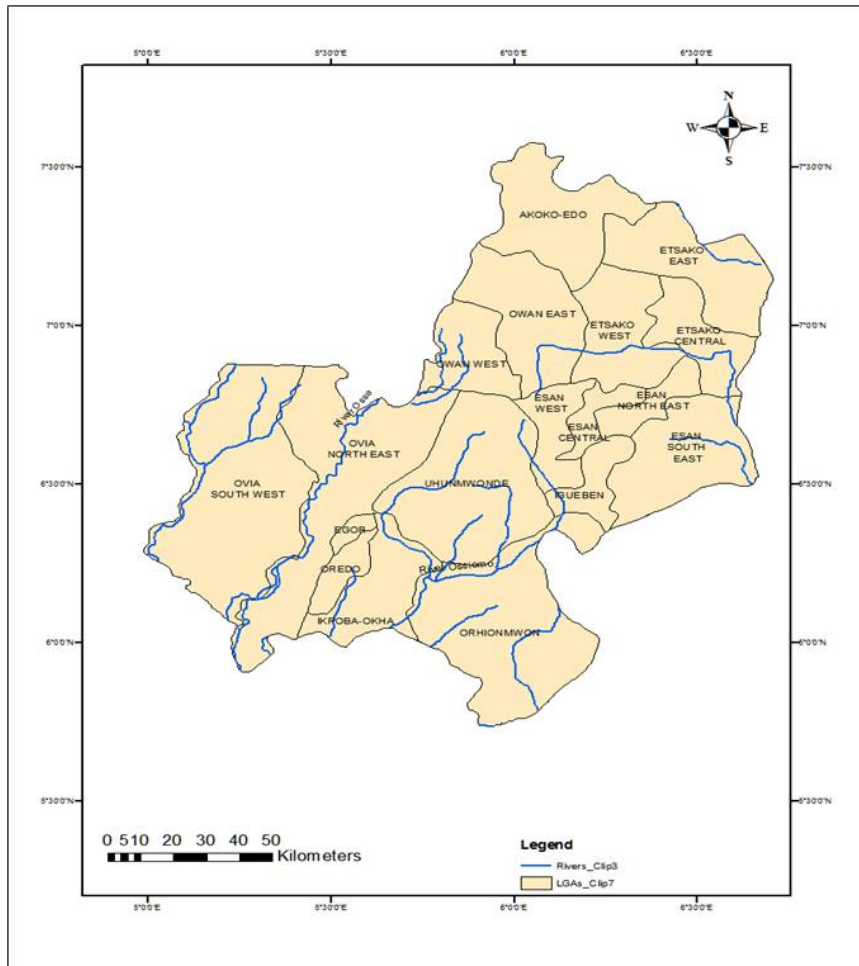 5°0'0"E
5°30'0"E
6°0'0"E
6°30'0"E
N
W
E
S
7°30'0"N
7°30'0"N
AKOKO-EDO
ETSAKO
EAST
OWAN EAST
ETSAKO
WEST
ETSAKO
CENTRAL
7°0'0"N
7°0'0"N
OWAN WEST
River Osse
ESAN
WEST
ESAN
NORTH EAST
ESAN
CENTRAL
ESAN
SOUTH
EAST
OVIA
NORTH EAST
OVIA
SOUTH WEST
UHUNMWONDE
IGUEBEN
6°30'0"N
6°30'0"N
EGOR
OREDO
River Ossiomo
IKPOBA-OKHA
ORHIONMWON
6°0'0"N
6°0'0"N
5°30'0"N
5°30'0"N
0 5 10 20 30 40 50
Kilometers
Legend
Rivers_Clip3
LGAs_Clip7
5°0'0"E
5°30'0"E
6°0'0"E
6°30'0"E